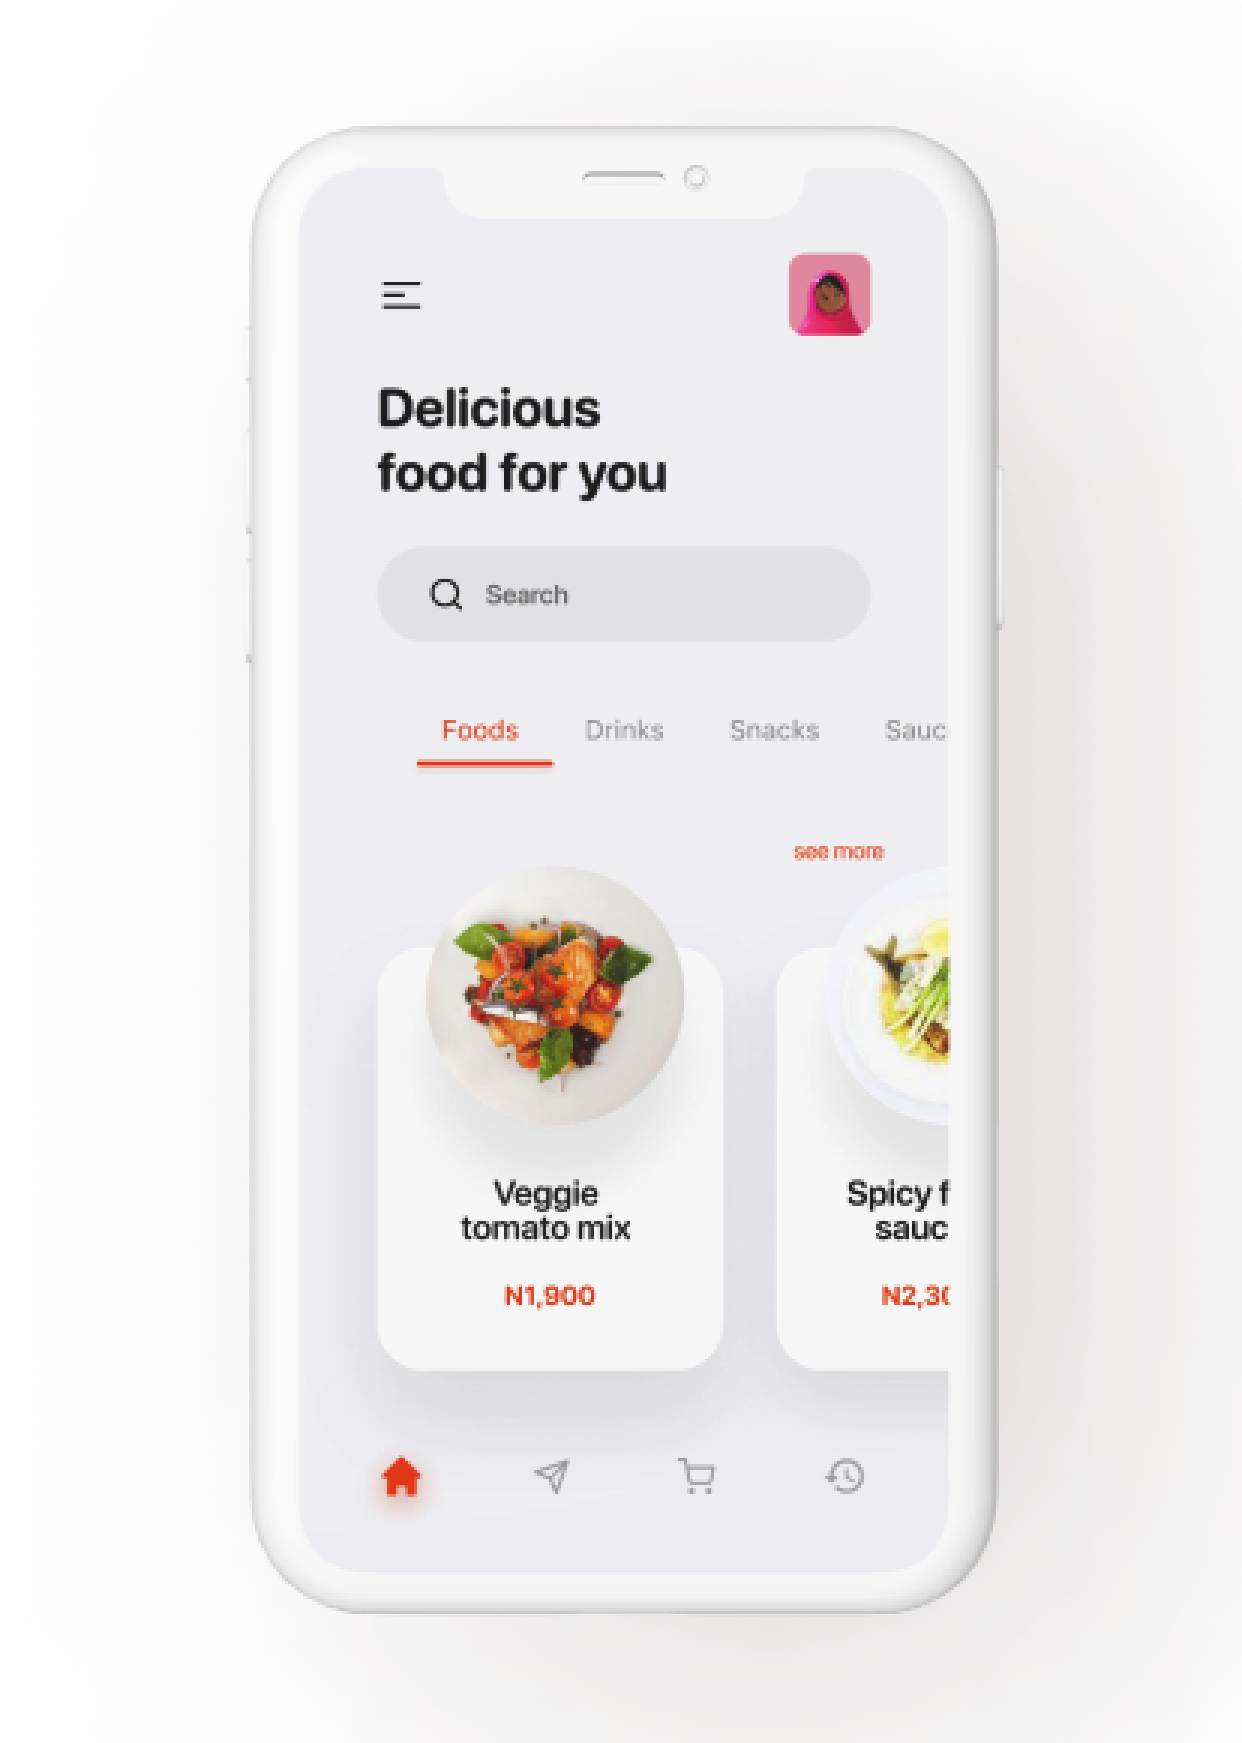 Delicious
food for you
Search
Foods Drinks Snacks Sauc
see more
Veggie
tomato mix
N1,900
Spicy f
sauc
N2,30